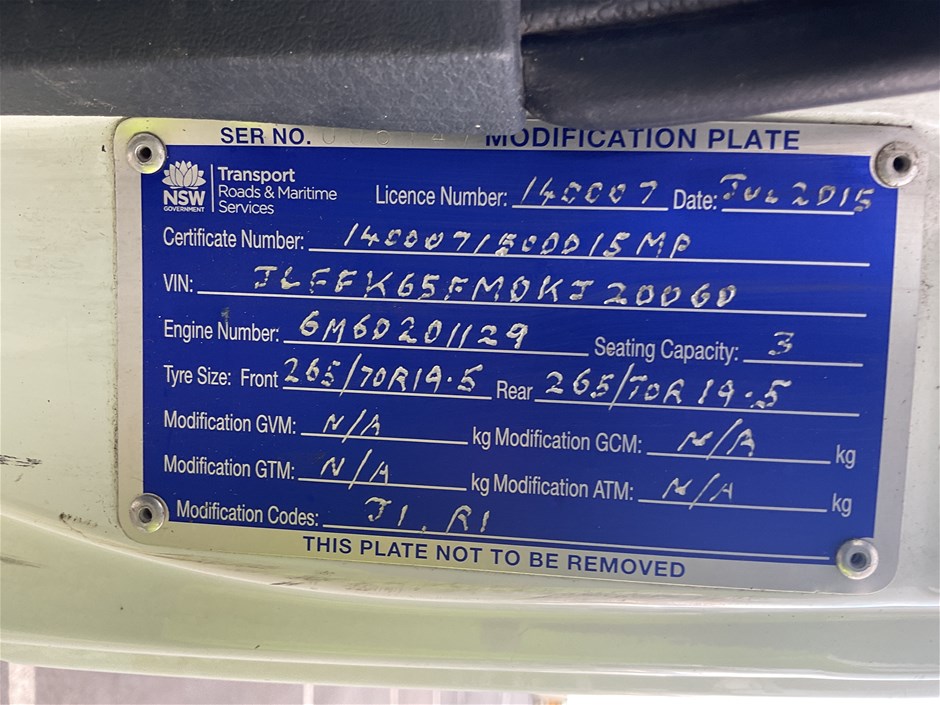 SER NO. MODIFICATION PLATE
NSW GOVERNMENT
Transport
Roads & Maritime
Services
Licence Number: 140007 Date: JUL 2015
Certificate Number: 140007150015MP
VIN: JLFFK65FM0KJ20060
Engine Number: 6M60201129 Seating Capacity: 3
Tyre Size: Front 265/70R19.5 Rear 265/70R19.5
Modification GVM: N/A kg Modification GCM: N/A kg
Modification GTM: N/A kg Modification ATM: N/A kg
Modification Codes: J1, R1
THIS PLATE NOT TO BE REMOVED